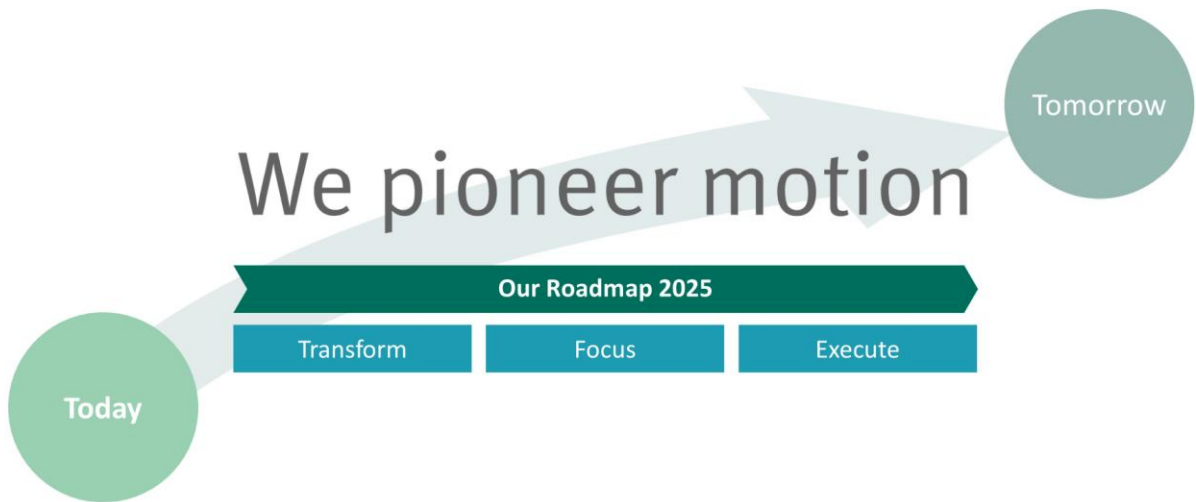 Tomorrow
We pioneer motion
Our Roadmap 2025
Transform Focus Execute
Today